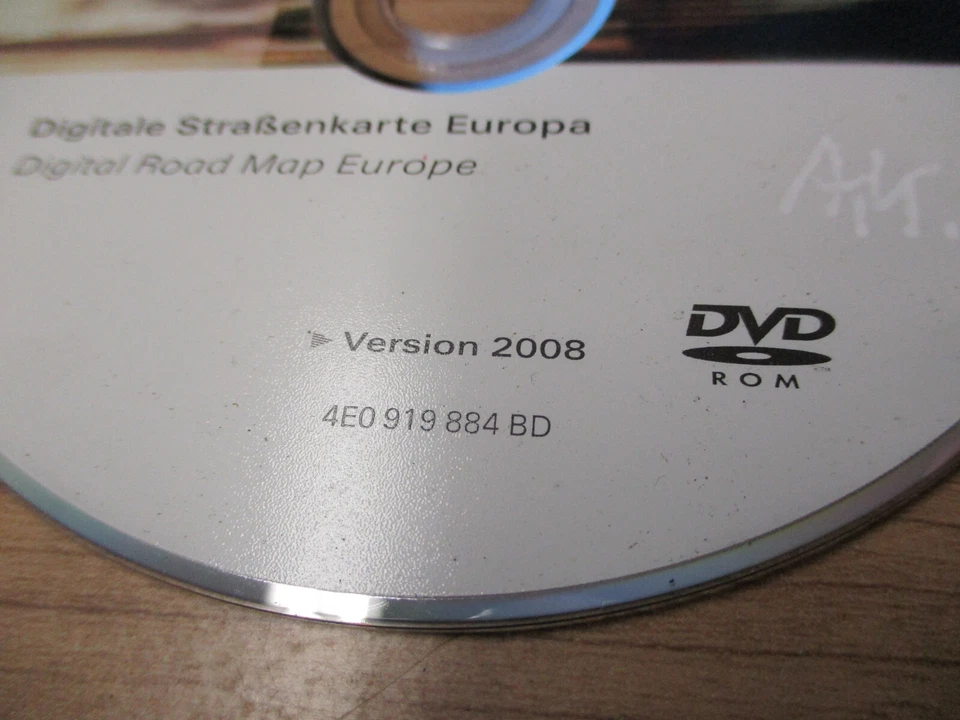 Digitale Straßenkarte Europa
Digital Road Map Europe
Version 2008
4E0 919 884 BD
DVD
ROM